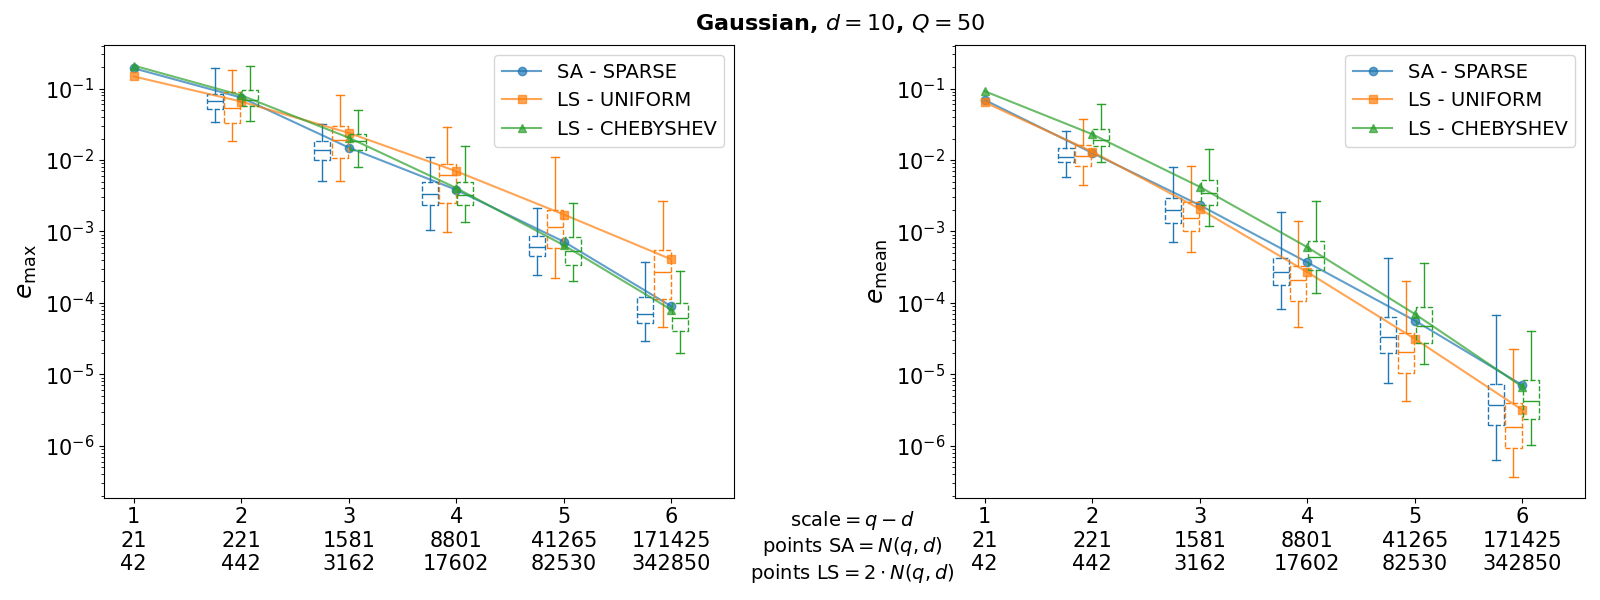 Gaussian, d = 10, Q = 50
e_max
10^-1
10^-2
10^-3
10^-4
10^-5
10^-6
SA - SPARSE
LS - UNIFORM
LS - CHEBYSHEV
1 2 3 4 5 6
21 221 1581 8801 41265 171425
42 442 3162 17602 82530 342850
scale = q − d
points SA = N(q, d)
points LS = 2 · N(q, d)
e_mean
10^-1
10^-2
10^-3
10^-4
10^-5
10^-6
SA - SPARSE
LS - UNIFORM
LS - CHEBYSHEV
1 2 3 4 5 6
21 221 1581 8801 41265 171425
42 442 3162 17602 82530 342850